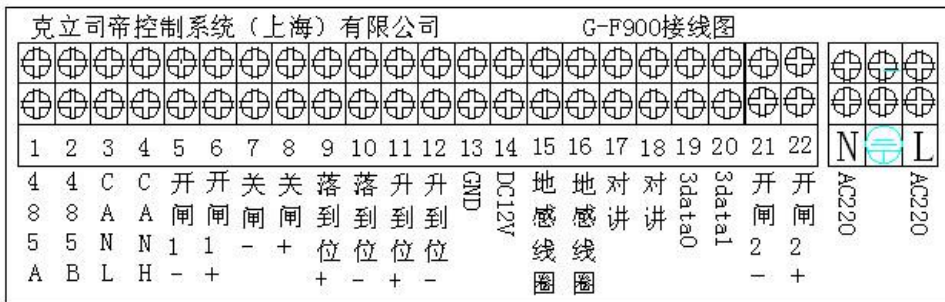 克立司帝控制系统（上海）有限公司 G-F900接线图
1 2 3 4 5 6 7 8 9 10 11 12 13 14 15 16 17 18 19 20 21 22 N L
485A
485B
CANL
CANH
开闸1-
开闸1+
关闸-
关闸+
落到位+
落到位-
升到位+
升到位-
GND
DC12V
地感线圈
地感线圈
对讲
对讲
3data0
3data1
开闸2-
开闸2+
AC220
AC220